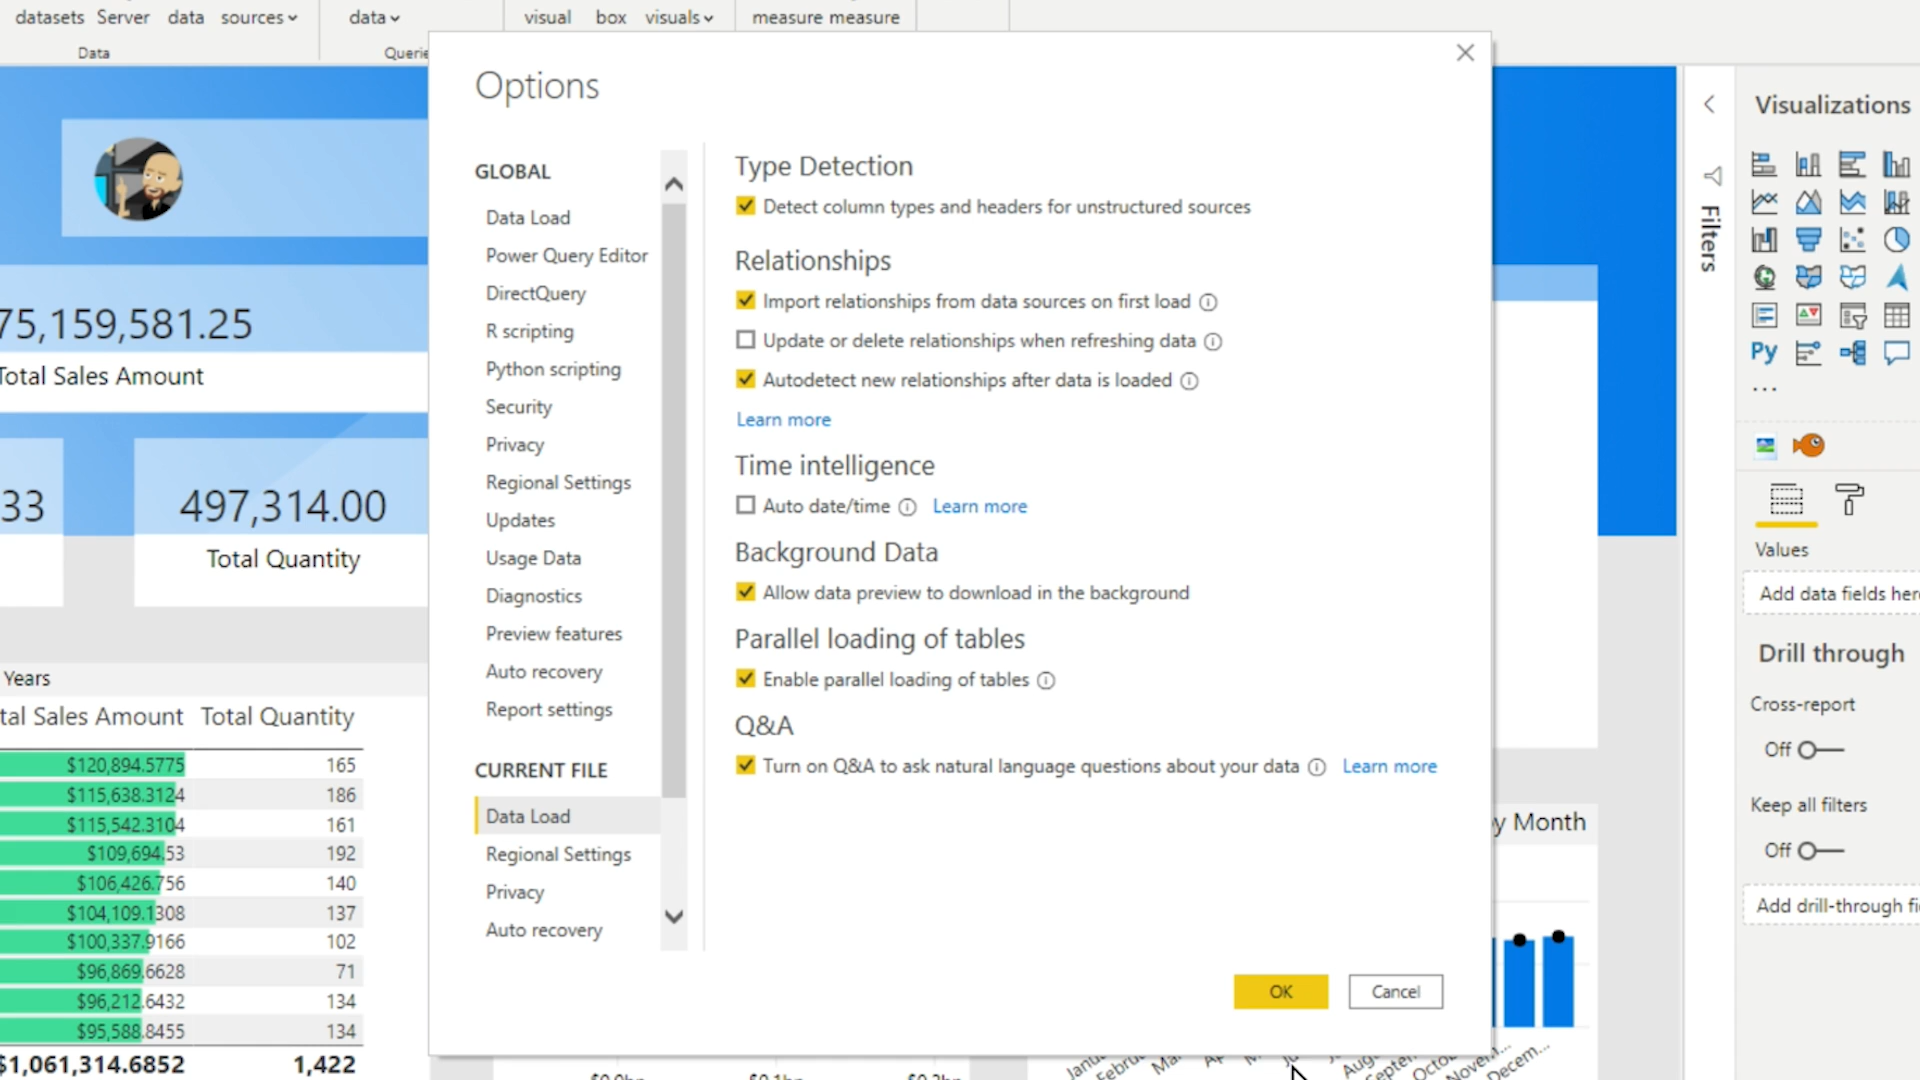 datasets Server data sources
data
visual box visuals
measure measure
Data
Options
GLOBAL
Data Load
Power Query Editor
DirectQuery
R scripting
Python scripting
Security
Privacy
Regional Settings
Updates
Usage Data
Diagnostics
Preview features
Auto recovery
Report settings
CURRENT FILE
Data Load
Regional Settings
Privacy
Auto recovery
Type Detection
Detect column types and headers for unstructured sources
Relationships
Import relationships from data sources on first load
Update or delete relationships when refreshing data
Autodetect new relationships after data is loaded
Learn more
Time intelligence
Auto date/time Learn more
Background Data
Allow data preview to download in the background
Parallel loading of tables
Enable parallel loading of tables
Q&A
Turn on Q&A to ask natural language questions about your data Learn more
OK Cancel
75,159,581.25
Total Sales Amount
33
497,314.00
Total Quantity
Years
tal Sales Amount Total Quantity
$120,894.5775 165
$115,638.3124 186
$115,542.3104 161
$109,694.53 192
$106,426.756 140
$104,109.1308 137
$100,337.9166 102
$96,869.6628 71
$96,212.6432 134
$95,588.8455 134
$1,061,314.6852 1,422
by Month
Filters
Visualizations
Py
Values
Add data fields here
Drill through
Cross-report
Off
Keep all filters
Off
Add drill-through fi